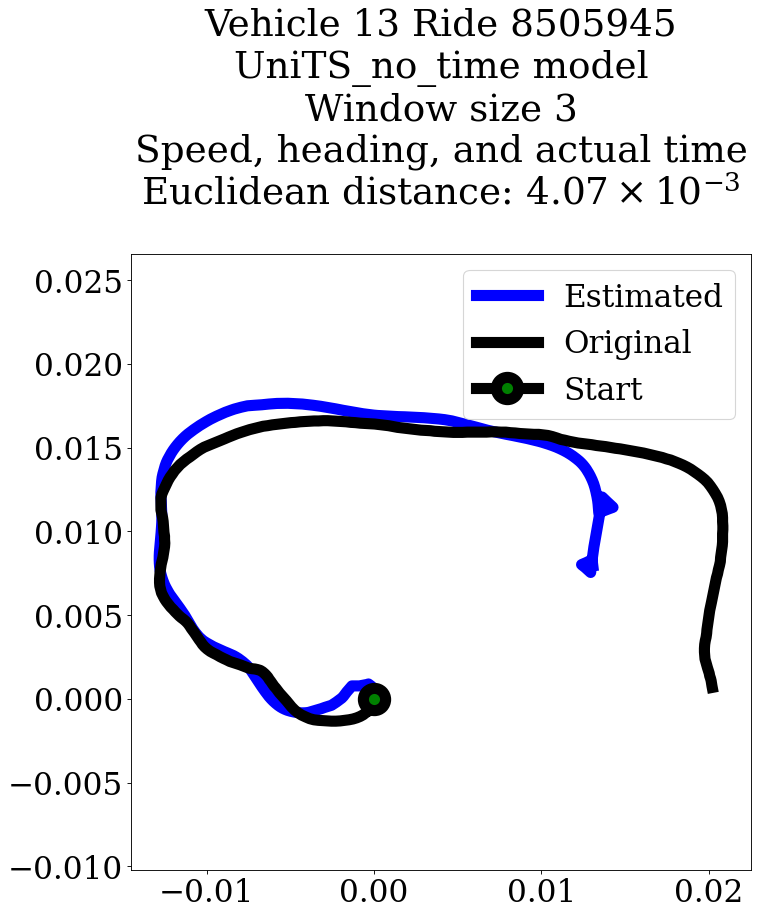 Vehicle 13 Ride 8505945
UniTS_no_time model
Window size 3
Speed, heading, and actual time
Euclidean distance: 4.07 × 10⁻³
Estimated
Original
Start
0.025
0.020
0.015
0.010
0.005
0.000
−0.005
−0.010
−0.01 0.00 0.01 0.02